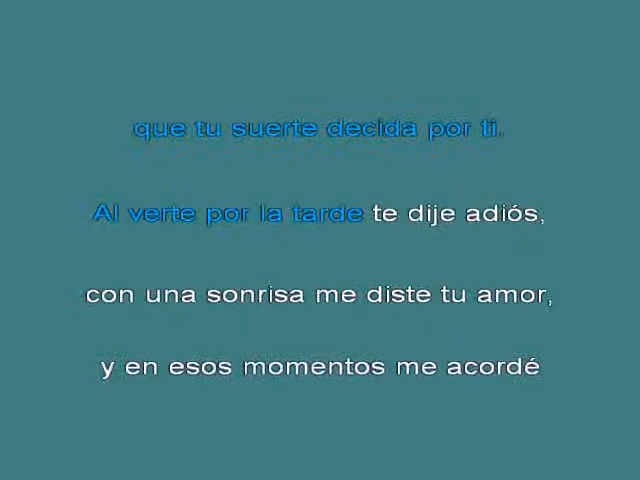 que tu suerte decida por ti.
Al verte por la tarde te dije adiós,
con una sonrisa me diste tu amor,
y en esos momentos me acordé